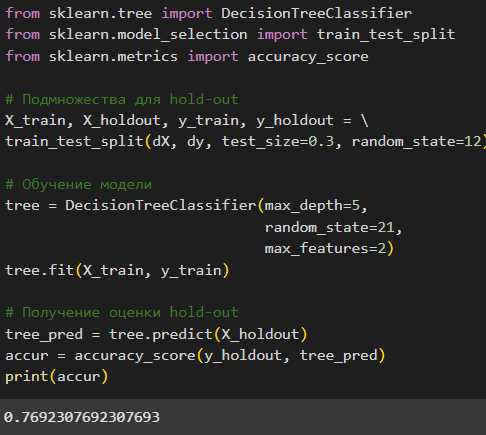 from sklearn.tree import DecisionTreeClassifier
from sklearn.model_selection import train_test_split
from sklearn.metrics import accuracy_score
# Подмножества для hold-out
X_train, X_holdout, y_train, y_holdout = \
train_test_split(dX, dy, test_size=0.3, random_state=12)
# Обучение модели
tree = DecisionTreeClassifier(max_depth=5,
random_state=21,
max_features=2)
tree.fit(X_train, y_train)
# Получение оценки hold-out
tree_pred = tree.predict(X_holdout)
accur = accuracy_score(y_holdout, tree_pred)
print(accur)
0.7692307692307693